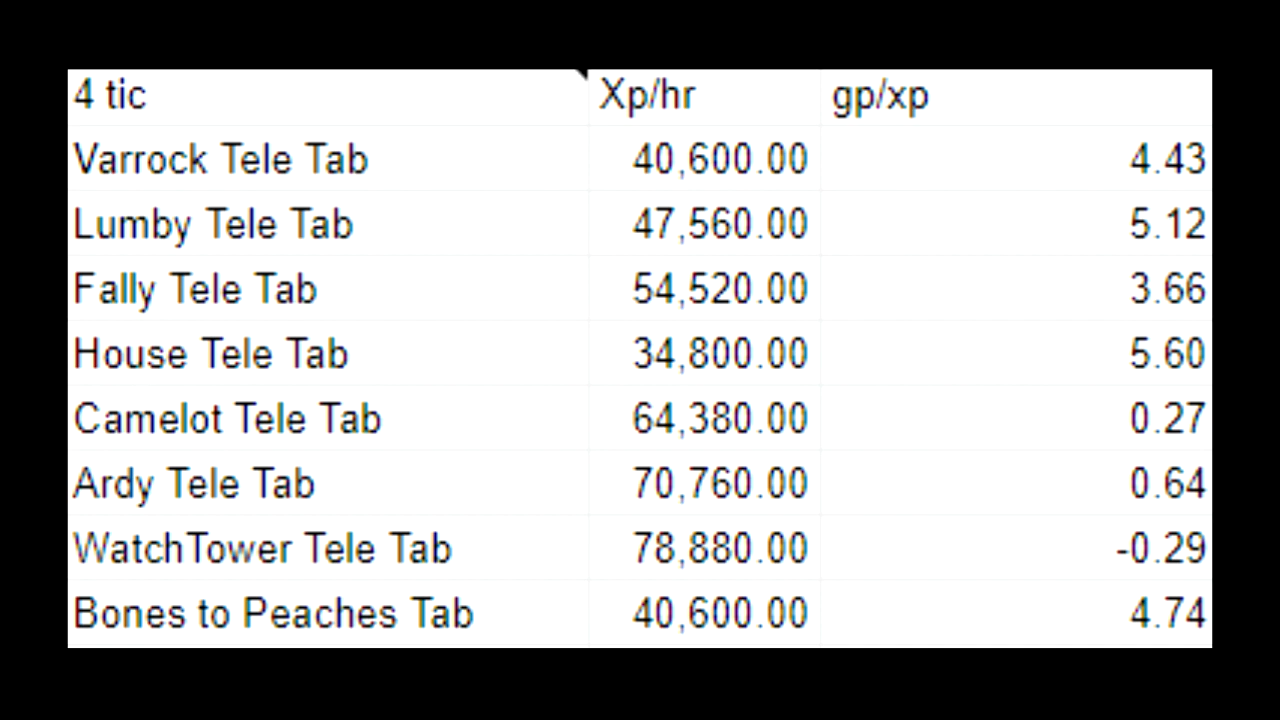 4 tic Xp/hr gp/xp
Varrock Tele Tab 40,600.00 4.43
Lumby Tele Tab 47,560.00 5.12
Fally Tele Tab 54,520.00 3.66
House Tele Tab 34,800.00 5.60
Camelot Tele Tab 64,380.00 0.27
Ardy Tele Tab 70,760.00 0.64
WatchTower Tele Tab 78,880.00 -0.29
Bones to Peaches Tab 40,600.00 4.74